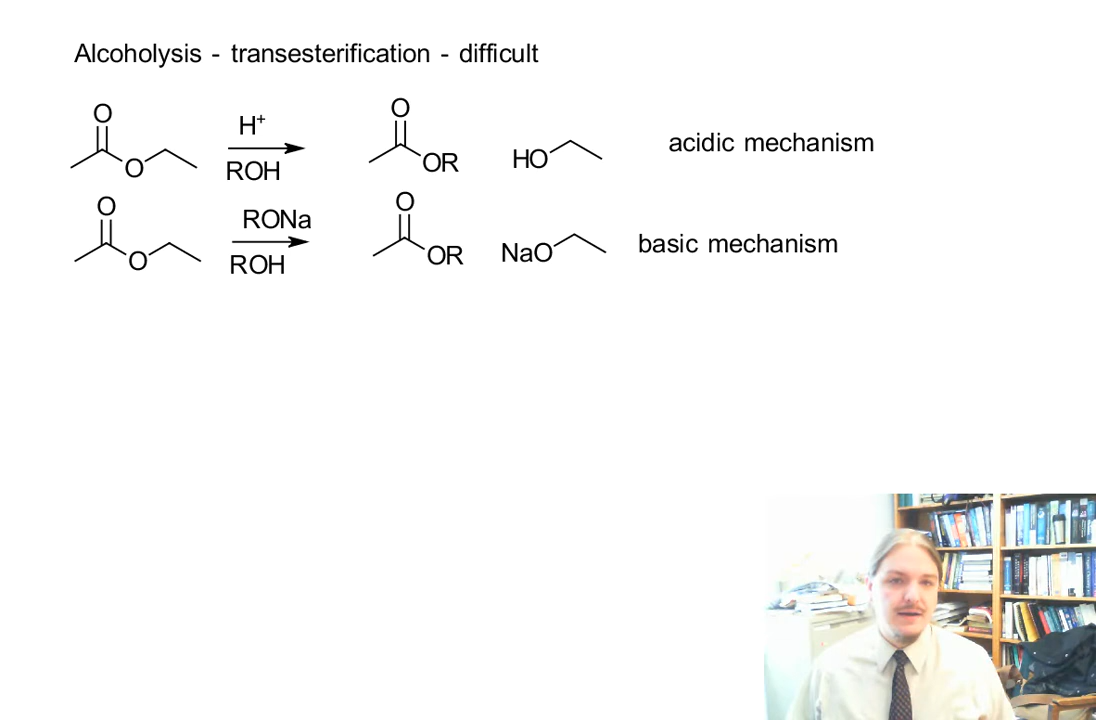 Alcoholysis - transesterification - difficult
O
O
H⁺
ROH
O
OR
HO
acidic mechanism
O
O
RONa
ROH
O
OR
NaO
basic mechanism